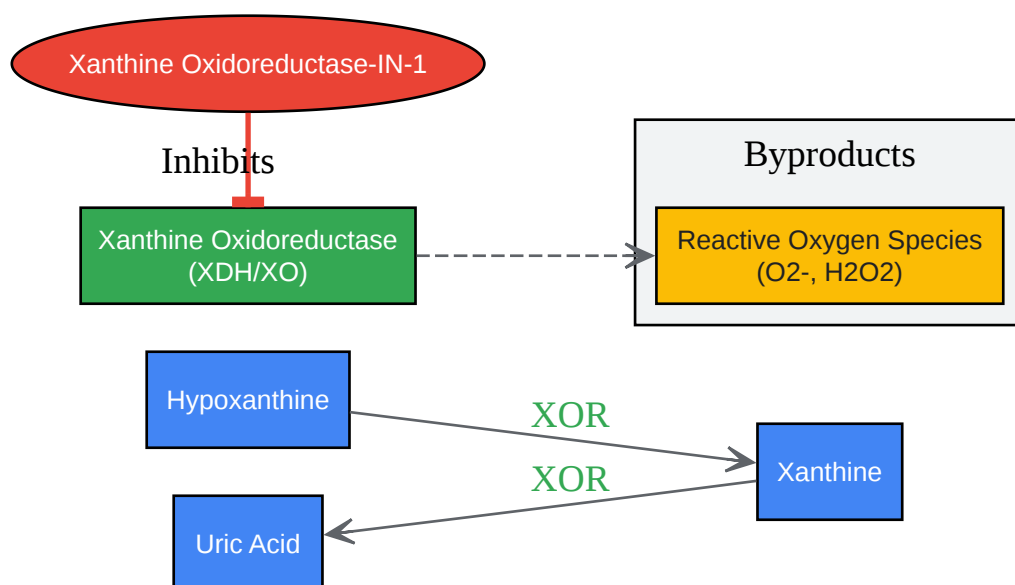 Xanthine Oxidoreductase-IN-1
Inhibits
Byproducts
Xanthine Oxidoreductase
(XDH/XO)
Reactive Oxygen Species
(O2-, H2O2)
Hypoxanthine
XOR
Xanthine
XOR
Uric Acid